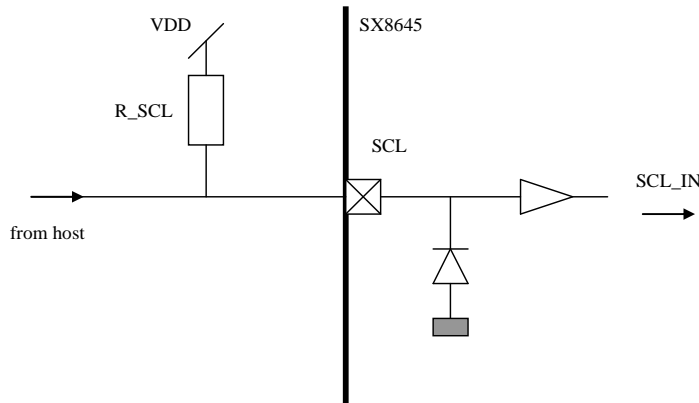 VDD
SX8645
R_SCL
SCL
SCL_IN
from host